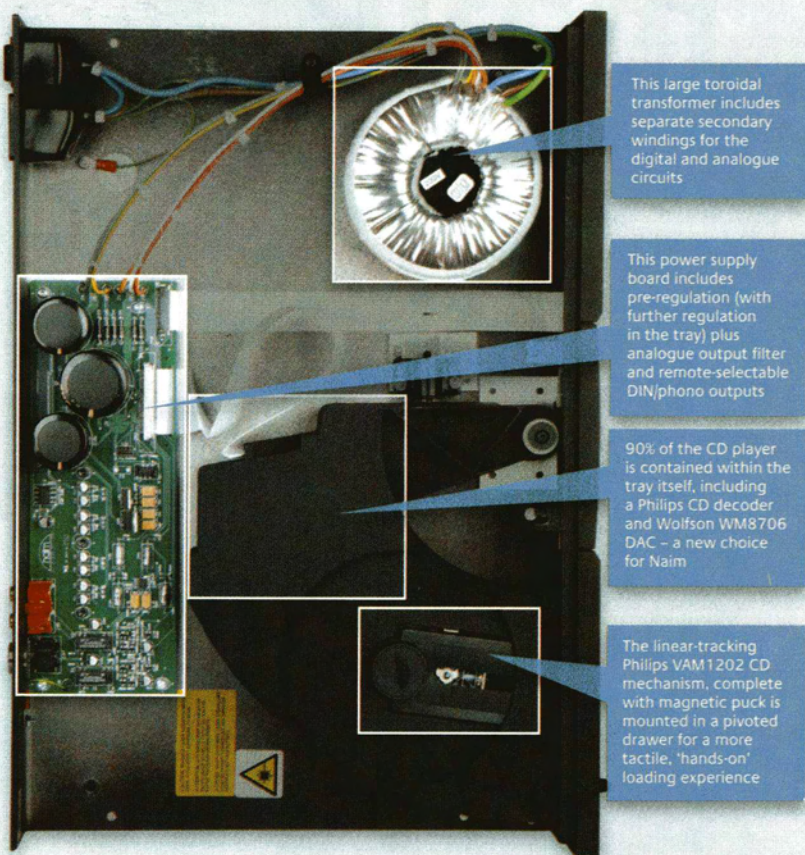 This large toroidal
transformer includes
separate secondary
windings for the
digital and analogue
circuits
This power supply
board includes
pre-regulation (with
further regulation
in the tray) plus
analogue output filter
and remote-selectable
DIN/phono outputs
90% of the CD player
is contained within the
tray itself, including
a Philips CD decoder
and Wolfson WM8706
DAC – a new choice
for Naim
The linear-tracking
Philips VAM1202 CD
mechanism, complete
with magnetic puck is
mounted in a pivoted
drawer for a more
tactile, 'hands-on'
loading experience